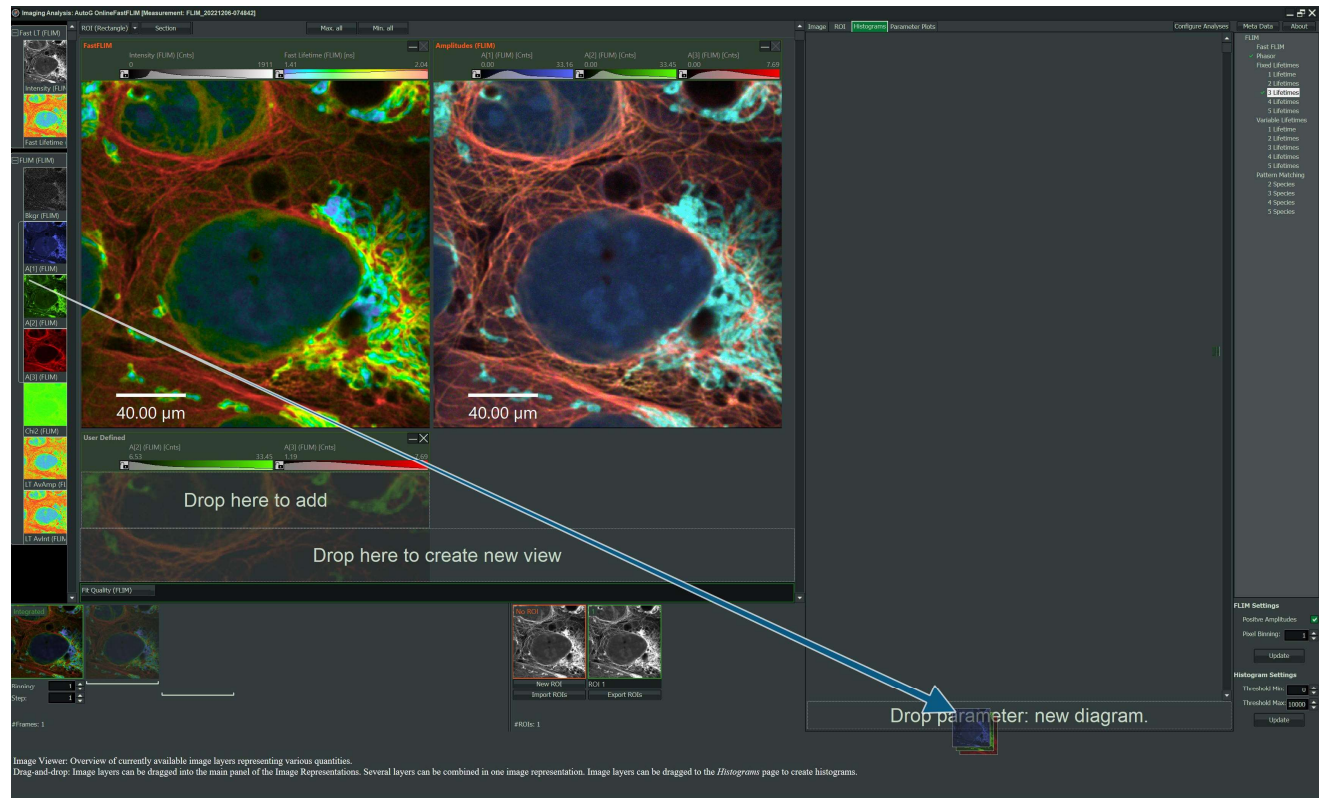 Imaging Analysis: AutoG OnlineFastFLIM [Measurement: FLIM_20221206-074842]
Fast LT (FLIM)
Intensity (FLIM
Fast Lifetime
FLIM (FLIM)
Bkgr (FLIM)
A[1] (FLIM)
A[2] (FLIM)
A[3] (FLIM)
Chi2 (FLIM)
LT AvAmp (FL
LT AvInt (FLIM
ROI (Rectangle)
Section
Max. all
Min. all
FastFLIM
Intensity (FLIM) [Cnts]
Fast Lifetime (FLIM) [ns]
0
1911
1.41
2.04
40.00 µm
Amplitudes (FLIM)
A[1] (FLIM) [Cnts]
A[2] (FLIM) [Cnts]
A[3] (FLIM) [Cnts]
0.00
33.16
0.00
33.45
0.00
7.69
40.00 µm
User Defined
A[2] (FLIM) [Cnts]
A[3] (FLIM) [Cnts]
6.53
33.45
1.19
7.69
Drop here to add
Drop here to create new view
Fit Quality (FLIM)
Integrated
Binning: 1
Step: 1
#Frames: 1
No ROI
New ROI
ROI 1
Import ROIs
Export ROIs
#ROIs: 1
Image
ROI
Histograms
Parameter Plots
Configure Analyses
Drop parameter: new diagram.
Meta Data
About
FLIM
Fast FLIM
Phasor
Fixed Lifetimes
1 Lifetime
2 Lifetimes
3 Lifetimes
4 Lifetimes
5 Lifetimes
Variable Lifetimes
1 Lifetime
2 Lifetimes
3 Lifetimes
4 Lifetimes
5 Lifetimes
Pattern Matching
2 Species
3 Species
4 Species
5 Species
FLIM Settings
Positve Amplitudes
Pixel Binning: 1
Update
Histogram Settings
Threshold Min: 0
Threshold Max: 10000
Update
Image Viewer: Overview of currently available image layers representing various quantities.
Drag-and-drop: Image layers can be dragged into the main panel of the Image Representations. Several layers can be combined in one image representation. Image layers can be dragged to the Histograms page to create histograms.